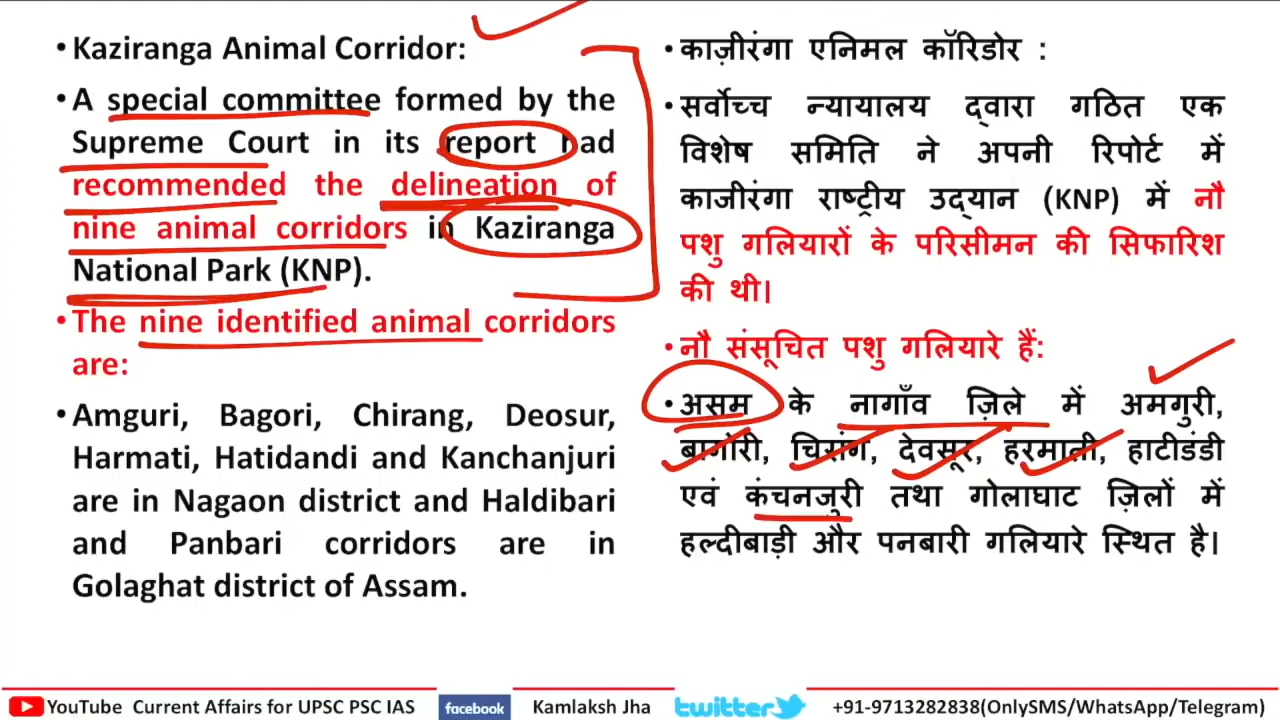 • Kaziranga Animal Corridor:
• A special committee formed by the
Supreme Court in its report had
recommended the delineation of
nine animal corridors in Kaziranga
National Park (KNP).
• The nine identified animal corridors
are:
• Amguri, Bagori, Chirang, Deosur,
Harmati, Hatidandi and Kanchanjuri
are in Nagaon district and Haldibari
and Panbari corridors are in
Golaghat district of Assam.
• काज़ीरंगा एनिमल कॉरिडोर :
• सर्वोच्च न्यायालय द्वारा गठित एक
विशेष समिति ने अपनी रिपोर्ट में
काजीरंगा राष्ट्रीय उद्यान (KNP) में नौ
पशु गलियारों के परिसीमन की सिफारिश
की थी।
• नौ संसूचित पशु गलियारे हैं:
• असम के नागाँव ज़िले में अमगुरी,
बागोरी, चिरांग, देवसूर, हरमाती, हाटीडंडी
एवं कंचनजुरी तथा गोलाघाट ज़िलों में
हल्दीबाड़ी और पनबारी गलियारे स्थित है।
YouTube Current Affairs for UPSC PSC IAS facebook Kamlaksh Jha twitter +91-9713282838(OnlySMS/WhatsApp/Telegram)